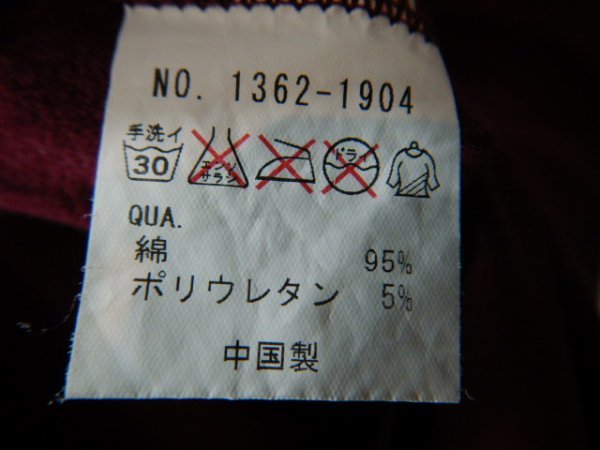 NO. 1362-1904
手洗イ
30
エンソ
サラシ
ドライ
QUA.
綿 95%
ポリウレタン 5%
中国製